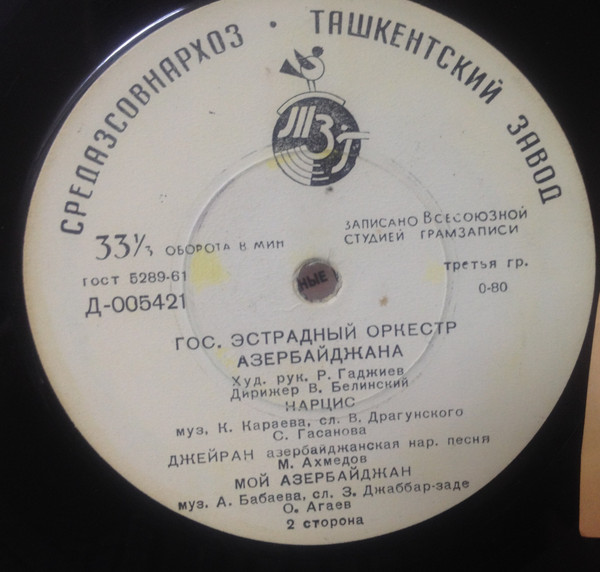 СРЕДАЗСОВНАРХОЗ · ТАШКЕНТСКИЙ ЗАВОД
ТЗГ
33⅓ ОБОРОТА В МИН
ЗАПИСАНО ВСЕСОЮЗНОЙ
СТУДИЕЙ ГРАМЗАПИСИ
ГОСТ 5289-61
третья гр.
Д-005421
0-80
НЫЕ
ГОС. ЭСТРАДНЫЙ ОРКЕСТР
АЗЕРБАЙДЖАНА
Худ. рук. Р. Гаджиев
Дирижер В. Белинский
НАРЦИС
муз. К. Караева, сл. В. Драгунского
С. Гасанова
ДЖЕЙРАН азербайджанская нар. песня
М. Ахмедов
МОЙ АЗЕРБАЙДЖАН
муз. А. Бабаева, сл. З. Джаббар-заде
О. Агаев
2 сторона